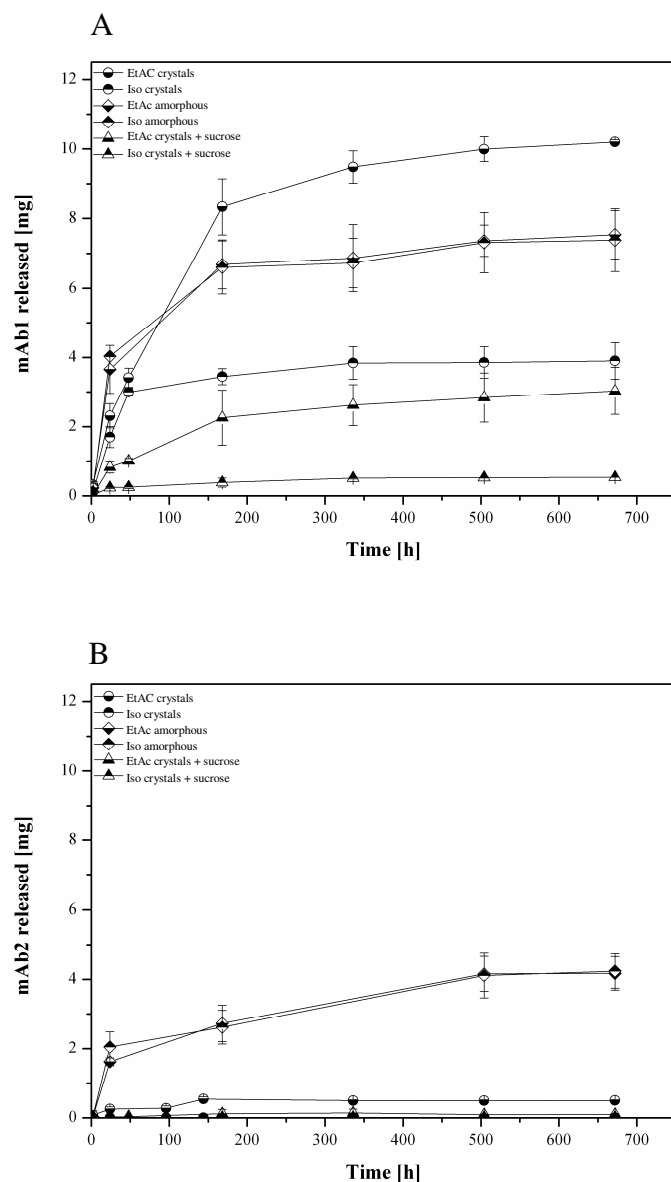 A
12
10
8
6
4
2
0
mAb1 released [mg]
EtAC crystals
Iso crystals
EtAc amorphous
Iso amorphous
EtAc crystals + sucrose
Iso crystals + sucrose
0 100 200 300 400 500 600 700
Time [h]
B
12
10
8
6
4
2
0
mAb2 released [mg]
EtAC crystals
Iso crystals
EtAc amorphous
Iso amorphous
EtAc crystals + sucrose
Iso crystals + sucrose
0 100 200 300 400 500 600 700
Time [h]